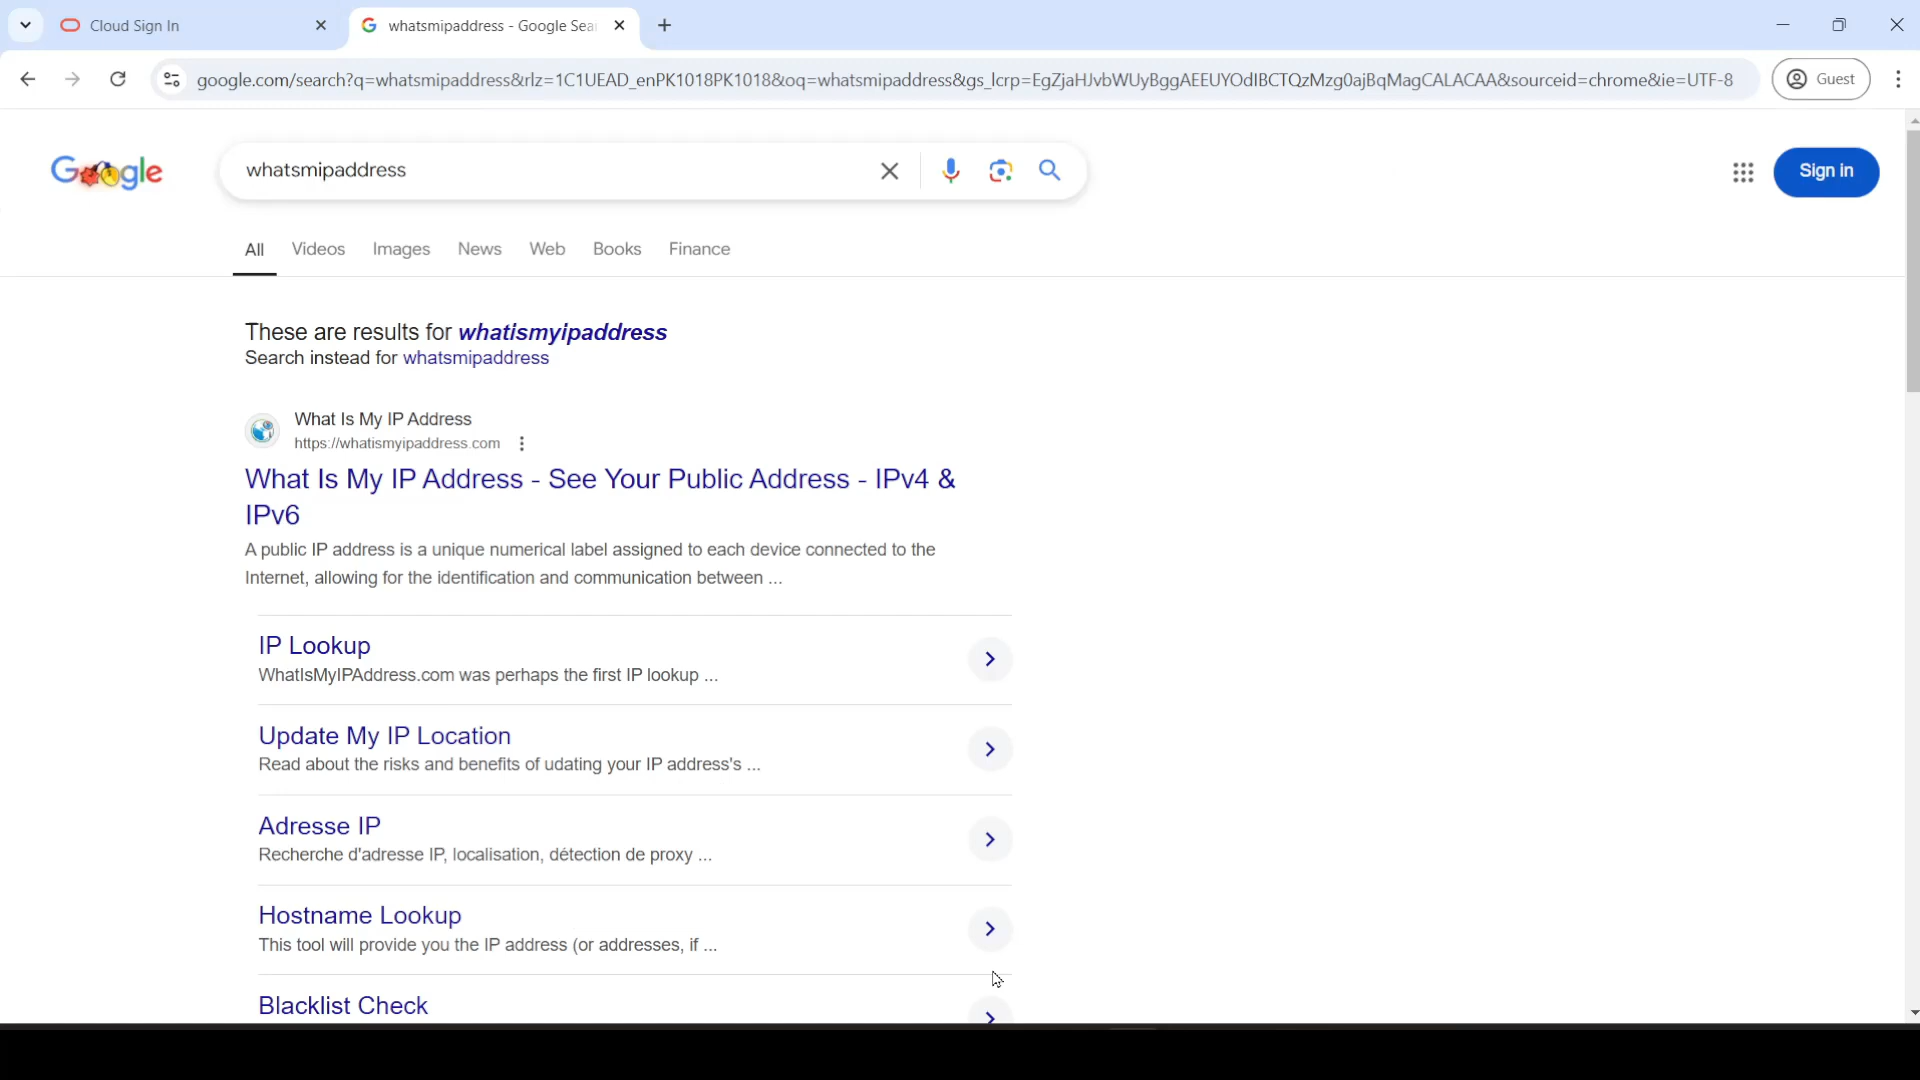 Cloud Sign In
whatsmipaddress - Google Sea
google.com/search?q=whatsmipaddress&rlz=1C1UEAD_enPK1018PK1018&oq=whatsmipaddress&gs_lcrp=EgZjaHJvbWUyBggAEEUYOdIBCTQzMzg0ajBqMagCALACAA&sourceid=chrome&ie=UTF-8
Guest
Google
whatsmipaddress
Sign in
All Videos Images News Web Books Finance
These are results for whatismyipaddress
Search instead for whatsmipaddress
What Is My IP Address
https://whatismyipaddress.com
What Is My IP Address - See Your Public Address - IPv4 &
IPv6
A public IP address is a unique numerical label assigned to each device connected to the
Internet, allowing for the identification and communication between ...
IP Lookup
WhatIsMyIPAddress.com was perhaps the first IP lookup ...
Update My IP Location
Read about the risks and benefits of udating your IP address's ...
Adresse IP
Recherche d'adresse IP, localisation, détection de proxy ...
Hostname Lookup
This tool will provide you the IP address (or addresses, if ...
Blacklist Check